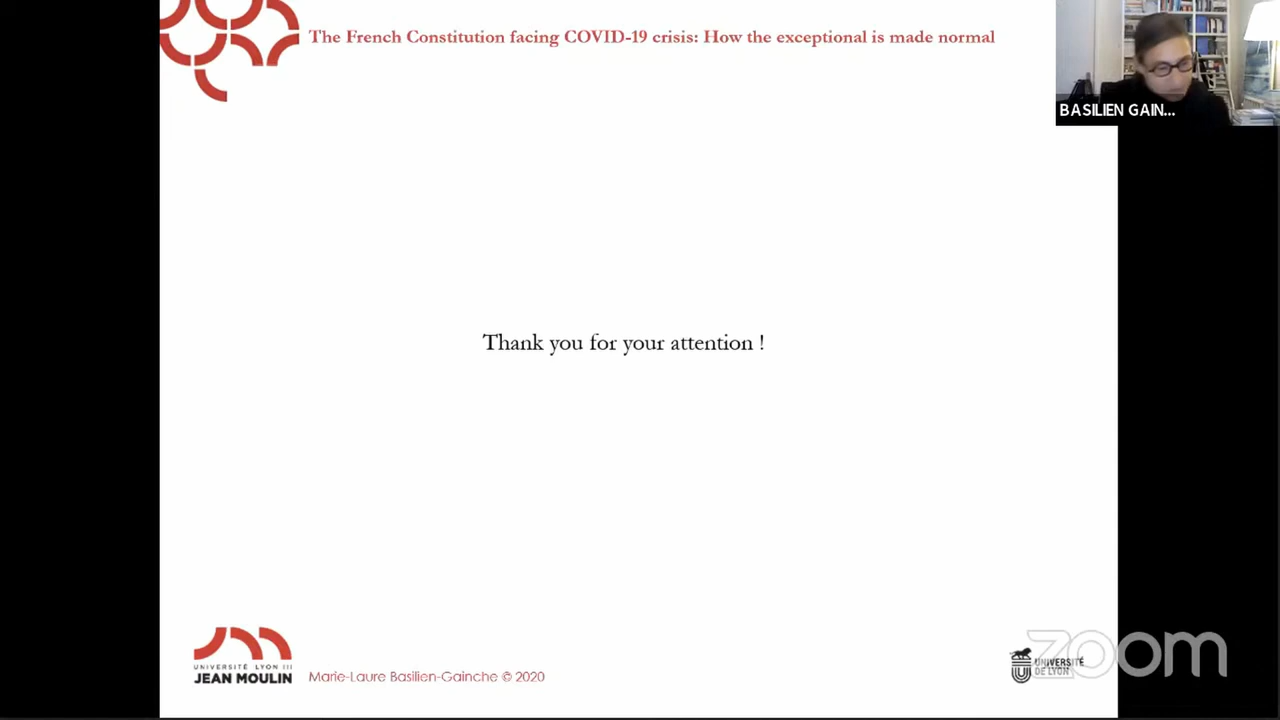 The French Constitution facing COVID-19 crisis: How the exceptional is made normal
BASILIEN GAIN...
Thank you for your attention !
UNIVERSITÉ LYON III
JEAN MOULIN
Marie-Laure Basilien-Gainche © 2020
UNIVERSITÉ
DE LYON
zoom